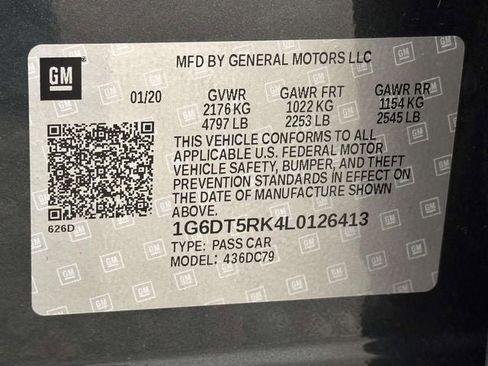 GM
MFD BY GENERAL MOTORS LLC
01/20 GVWR GAWR FRT GAWR RR
2176 KG 1022 KG 1154 KG
4797 LB 2253 LB 2545 LB
THIS VEHICLE CONFORMS TO ALL
APPLICABLE U.S. FEDERAL MOTOR
VEHICLE SAFETY, BUMPER, AND THEFT
PREVENTION STANDARDS IN EFFECT ON
THE DATE OF MANUFACTURE SHOWN
ABOVE.
626D
1G6DT5RK4L0126413
TYPE: PASS CAR
MODEL: 436DC79